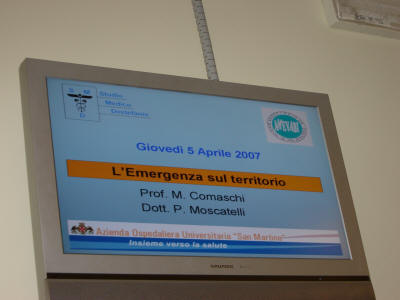 S M
D
Studio
Medico
Giovedì 5 Aprile 2007
L'Emergenza sul territorio
Prof. M. Comaschi
Dott. P. Moscatelli
Azienda Ospedaliera Universitaria "San Martino"
Insieme verso la salute
GRUNDIG